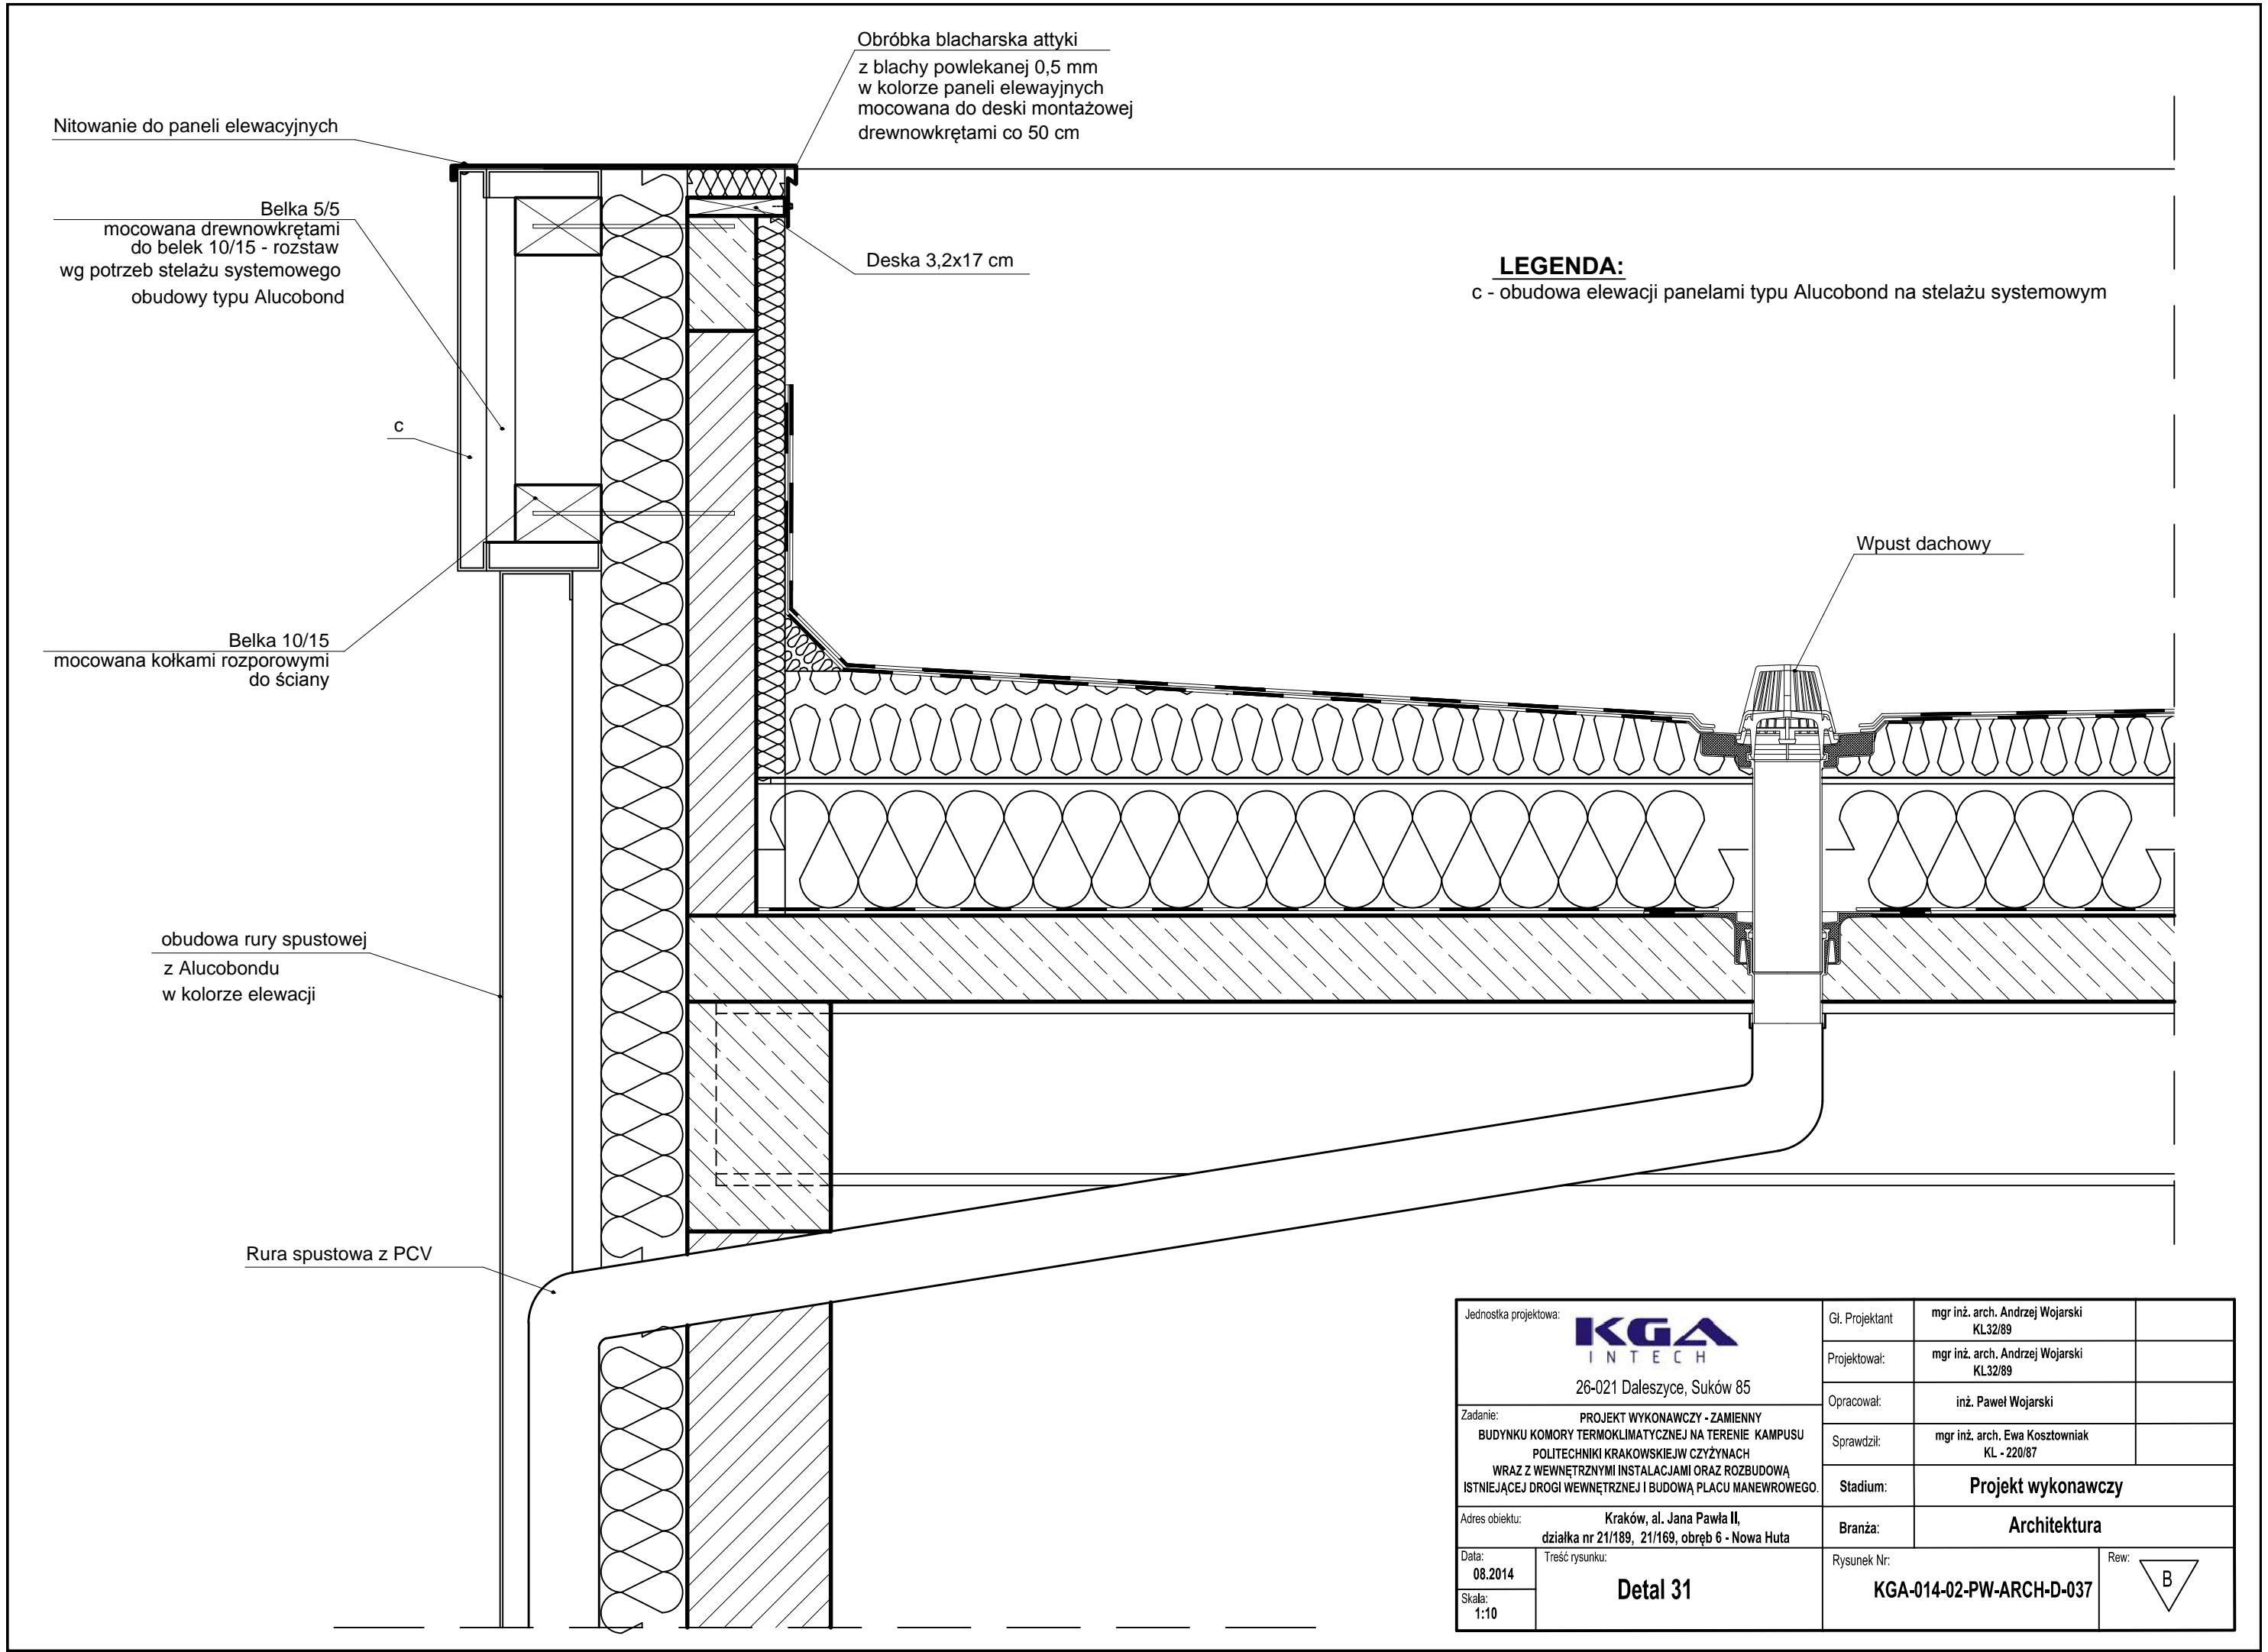 Obróbka blacharska attyki
z blachy powlekanej 0,5 mm
w kolorze paneli elewayjnych
mocowana do deski montażowej
drewnowkrętami co 50 cm
Nitowanie do paneli elewacyjnych
Belka 5/5
mocowana drewnowkrętami
do belek 10/15 - rozstaw
wg potrzeb stelażu systemowego
obudowy typu Alucobond
Deska 3,2x17 cm
LEGENDA:
c - obudowa elewacji panelami typu Alucobond na stelażu systemowym
c
Wpust dachowy
Belka 10/15
mocowana kołkami rozporowymi
do ściany
obudowa rury spustowej
z Alucobondu
w kolorze elewacji
Rura spustowa z PCV
Jednostka projektowa:
KGA
INTECH
26-021 Daleszyce, Suków 85
Zadanie:
PROJEKT WYKONAWCZY - ZAMIENNY
BUDYNKU KOMORY TERMOKLIMATYCZNEJ NA TERENIE KAMPUSU
POLITECHNIKI KRAKOWSKIEJW CZYŻYNACH
WRAZ Z WEWNĘTRZNYMI INSTALACJAMI ORAZ ROZBUDOWĄ
ISTNIEJĄCEJ DROGI WEWNĘTRZNEJ I BUDOWĄ PLACU MANEWROWEGO.
Adres obiektu:
Kraków, al. Jana Pawła II,
działka nr 21/189, 21/169, obręb 6 - Nowa Huta
Data:
08.2014
Skala:
1:10
Treść rysunku:
Detal 31
Gł. Projektant
mgr inż. arch. Andrzej Wojarski
KL32/89
Projektował:
mgr inż. arch. Andrzej Wojarski
KL32/89
Opracował:
inż. Paweł Wojarski
Sprawdził:
mgr inż. arch. Ewa Kosztowniak
KL - 220/87
Stadium:
Projekt wykonawczy
Branża:
Architektura
Rysunek Nr:
KGA-014-02-PW-ARCH-D-037
Rew:
B